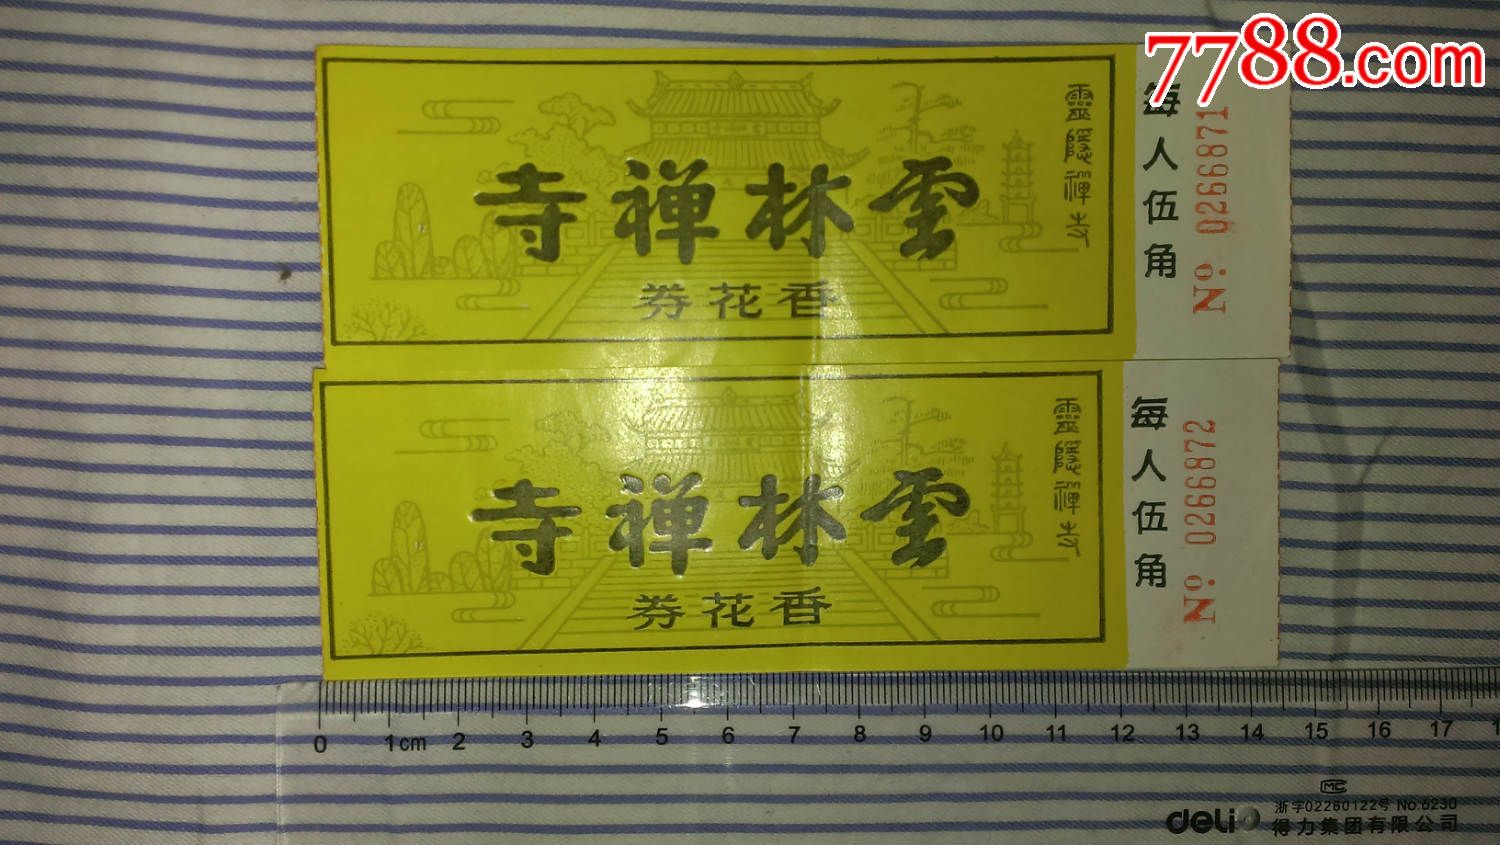 7788.com
雲林禅寺
香花券
靈隱禪寺
每人伍角
No. 0266871
雲林禅寺
香花券
靈隱禪寺
每人伍角
No. 0266872
0 1cm 2 3 4 5 6 7 8 9 10 11 12 13 14 15 16 17
MC
deli 浙字02260122号 No.6230
得力集团有限公司